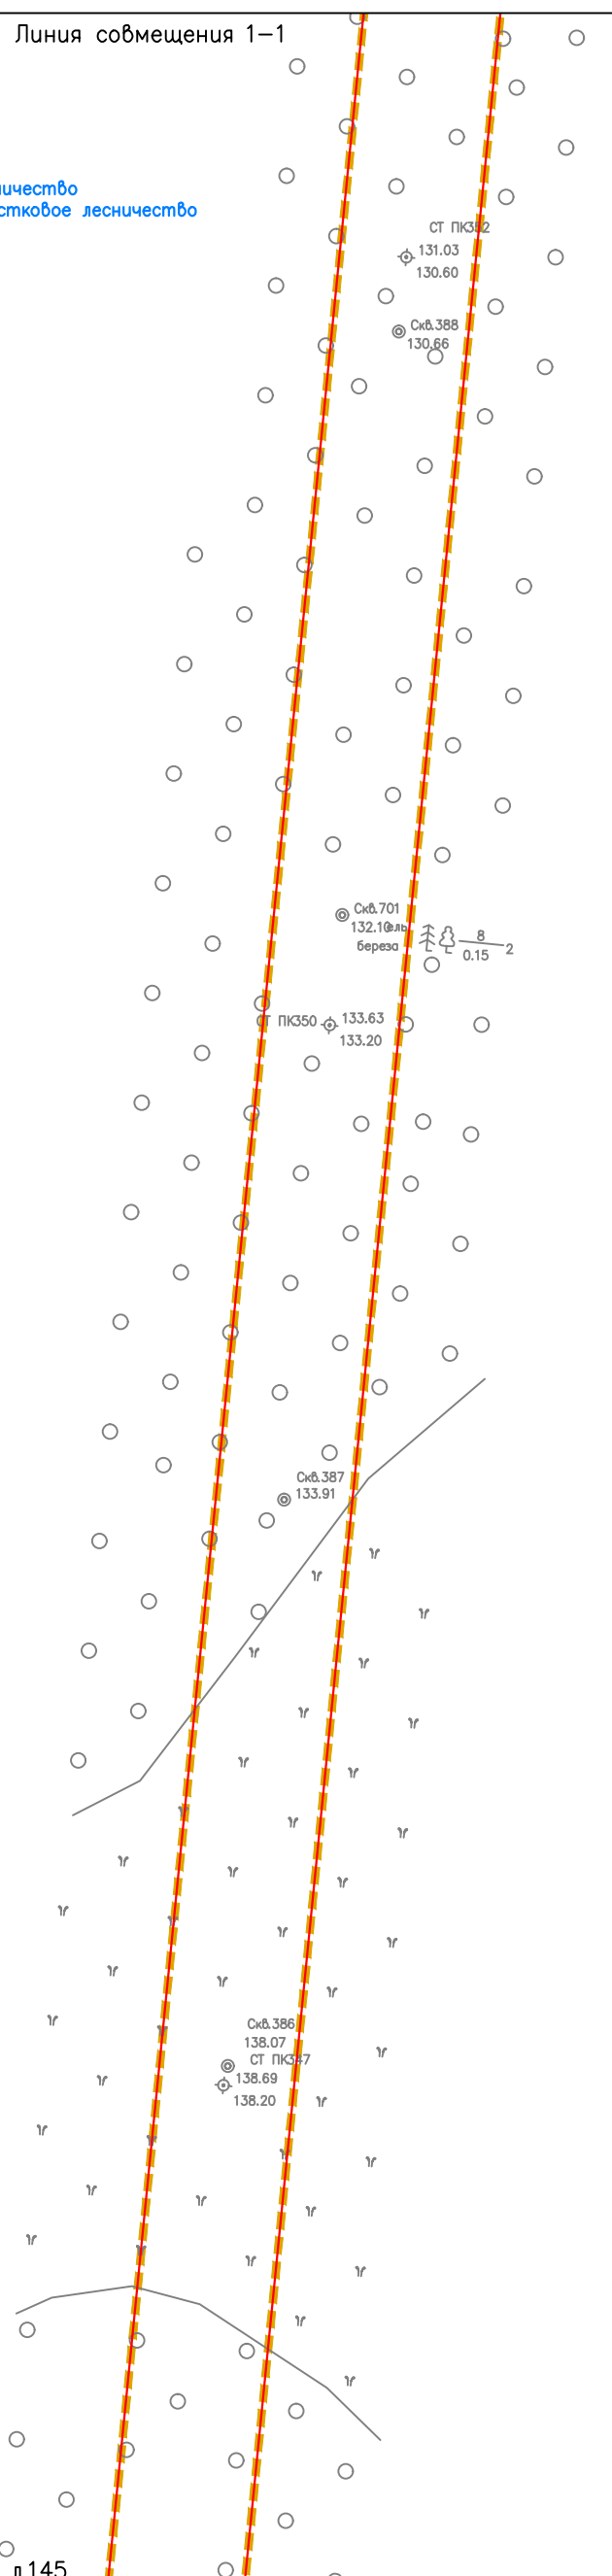 Линия совмещения 1-1
ничество
стковое лесничество
СТ ПК352
131.03
130.60
Скв.388
130.66
Скв.701
132.10
ель
береза
8
0.15
2
СТ ПК350
133.63
133.20
Скв.387
133.91
Скв.386
138.07
СТ ПК347
138.69
138.20
л145